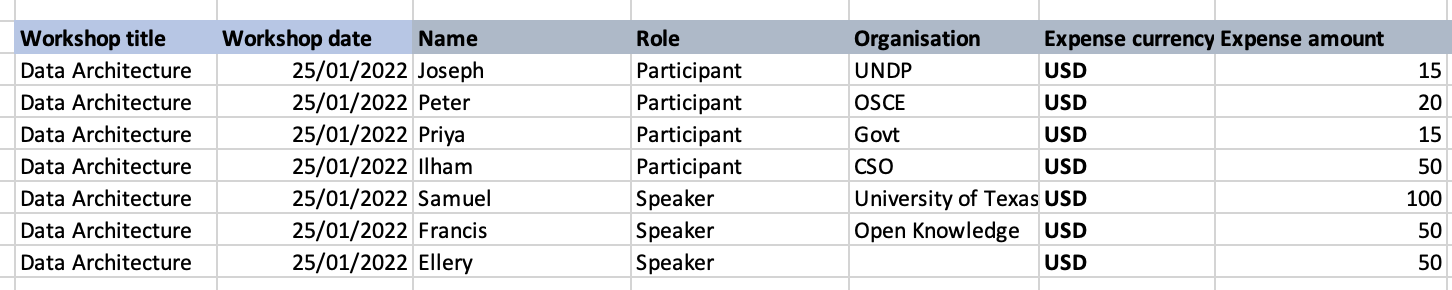 Workshop title Workshop date Name Role Organisation Expense currency Expense amount
Data Architecture 25/01/2022 Joseph Participant UNDP USD 15
Data Architecture 25/01/2022 Peter Participant OSCE USD 20
Data Architecture 25/01/2022 Priya Participant Govt USD 15
Data Architecture 25/01/2022 Ilham Participant CSO USD 50
Data Architecture 25/01/2022 Samuel Speaker University of Texas USD 100
Data Architecture 25/01/2022 Francis Speaker Open Knowledge USD 50
Data Architecture 25/01/2022 Ellery Speaker USD 50